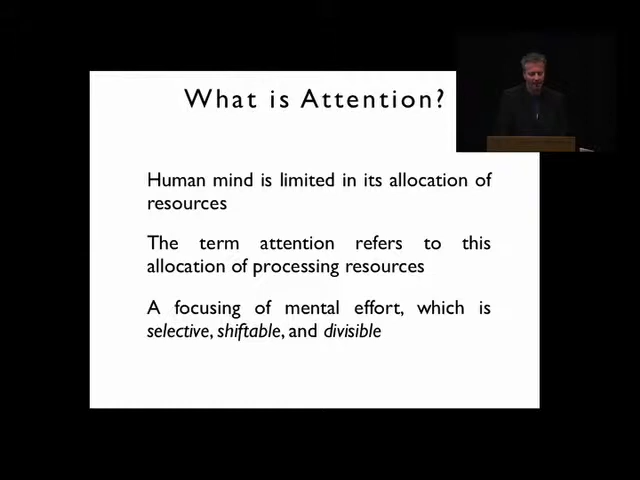 What is Attention?
Human mind is limited in its allocation of
resources
The term attention refers to this
allocation of processing resources
A focusing of mental effort, which is
selective, shiftable, and divisible